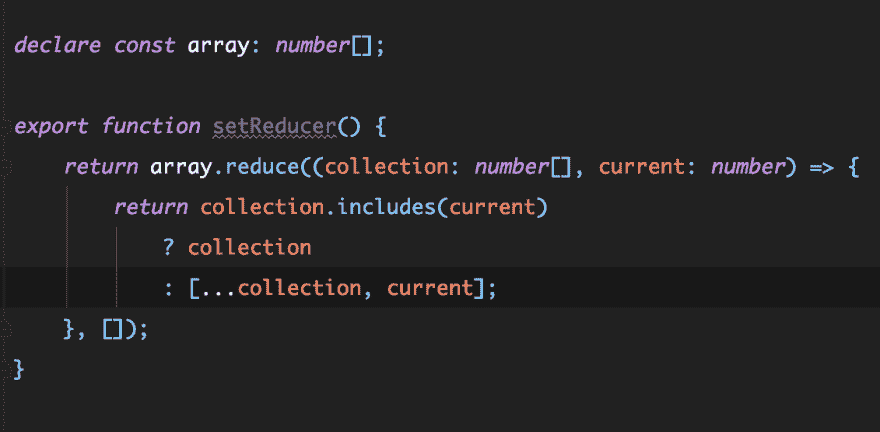 declare const array: number[];
export function setReducer() {
return array.reduce((collection: number[], current: number) => {
return collection.includes(current)
? collection
: [...collection, current];
}, []);
}